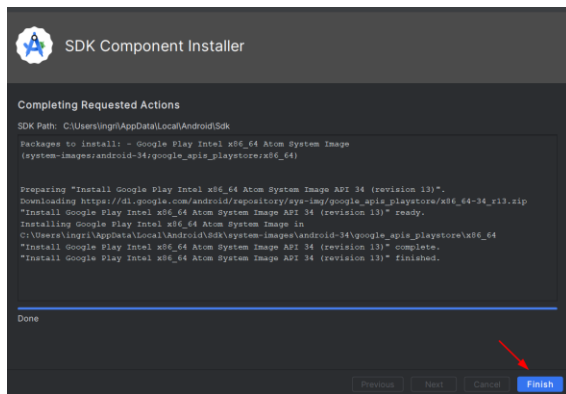 SDK Component Installer
Completing Requested Actions
SDK Path: C:\Users\ingri\AppData\Local\Android\Sdk
Packages to install: - Google Play Intel x86_64 Atom System Image
(system-images;android-34;google_apis_playstore;x86_64)
Preparing "Install Google Play Intel x86_64 Atom System Image API 34 (revision 13)".
Downloading https://dl.google.com/android/repository/sys-img/google_apis_playstore/x86_64-34_r13.zip
"Install Google Play Intel x86_64 Atom System Image API 34 (revision 13)" ready.
Installing Google Play Intel x86_64 Atom System Image in
C:\Users\ingri\AppData\Local\Android\Sdk\system-images\android-34\google_apis_playstore\x86_64
"Install Google Play Intel x86_64 Atom System Image API 34 (revision 13)" complete.
"Install Google Play Intel x86_64 Atom System Image API 34 (revision 13)" finished.
Done
Previous Next Cancel Finish